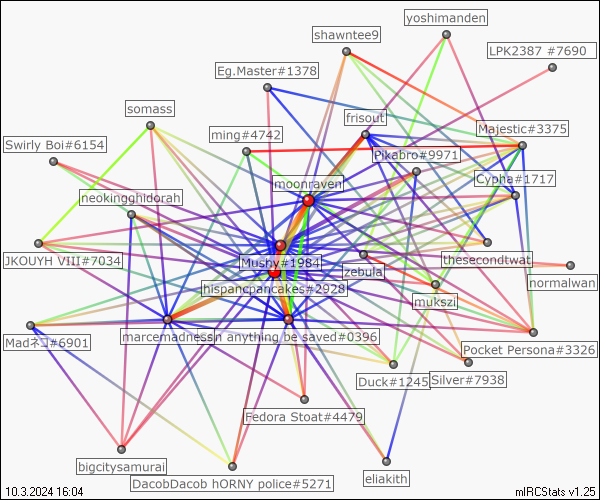 yoshimanden
shawntee9
LPK2387 #7690
Eg.Master#1378
somass
frisout
ming#4742
Majestic#3375
Swirly Boi#6154
Pikabro#9971
moonraven
Cypha#1717
neokingghidorah
JKOUYH VIII#7034
Mushy#1984
thesecondtwat
zebula
normalwan
hispancpancakes#2928
mukszi
Madネコ#6901
marcemadness
in anything be saved#0396
Pocket Persona#3326
Duck#1245
Silver#7938
Fedora Stoat#4479
bigcitysamurai
DacobDacob hORNY police#5271
eliakith
10.3.2024 16:04
mIRCStats v1.25